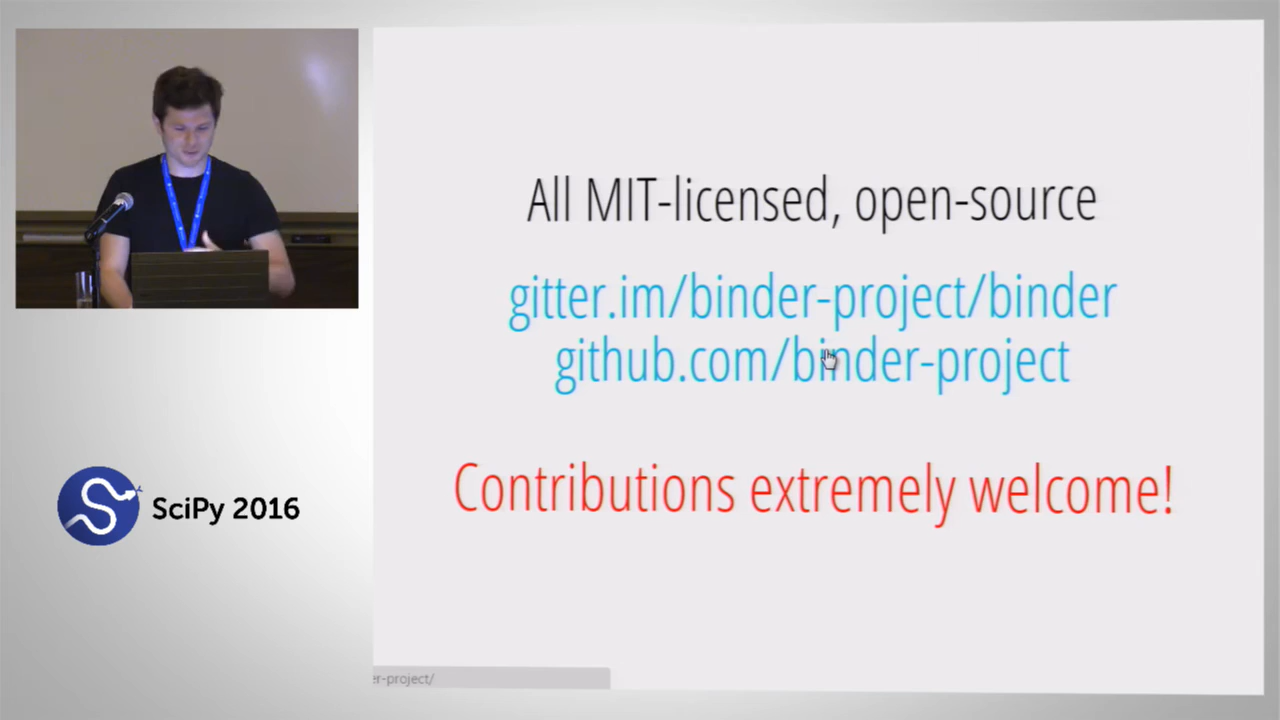 All MIT-licensed, open-source
gitter.im/binder-project/binder
github.com/binder-project
Contributions extremely welcome!
SciPy 2016
er-project/